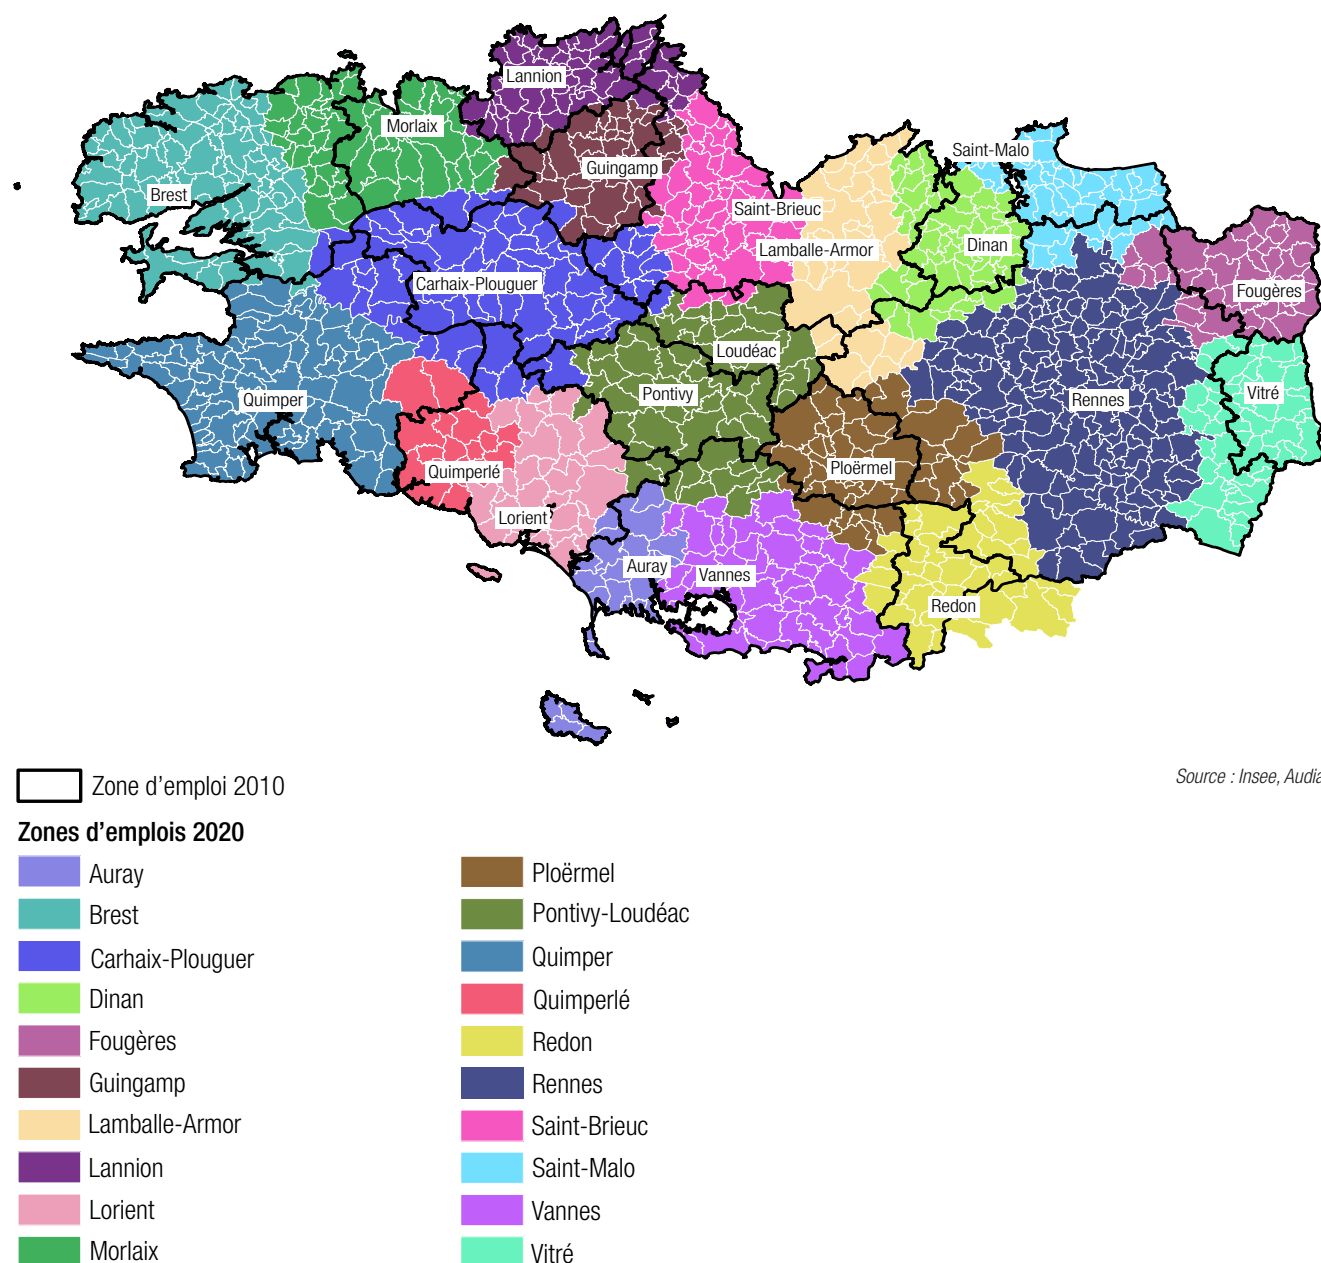 Lannion
Morlaix
Saint-Malo
Guingamp
Brest
Saint-Brieuc
Dinan
Lamballe-Armor
Carhaix-Plouguer
Fougères
Loudéac
Vitré
Pontivy
Quimper
Rennes
Ploërmel
Quimperlé
Lorient
Auray
Vannes
Redon
Zone d'emploi 2010
Source : Insee, Audia
Zones d'emplois 2020
Auray
Brest
Carhaix-Plouguer
Dinan
Fougères
Guingamp
Lamballe-Armor
Lannion
Lorient
Morlaix
Ploërmel
Pontivy-Loudéac
Quimper
Quimperlé
Redon
Rennes
Saint-Brieuc
Saint-Malo
Vannes
Vitré